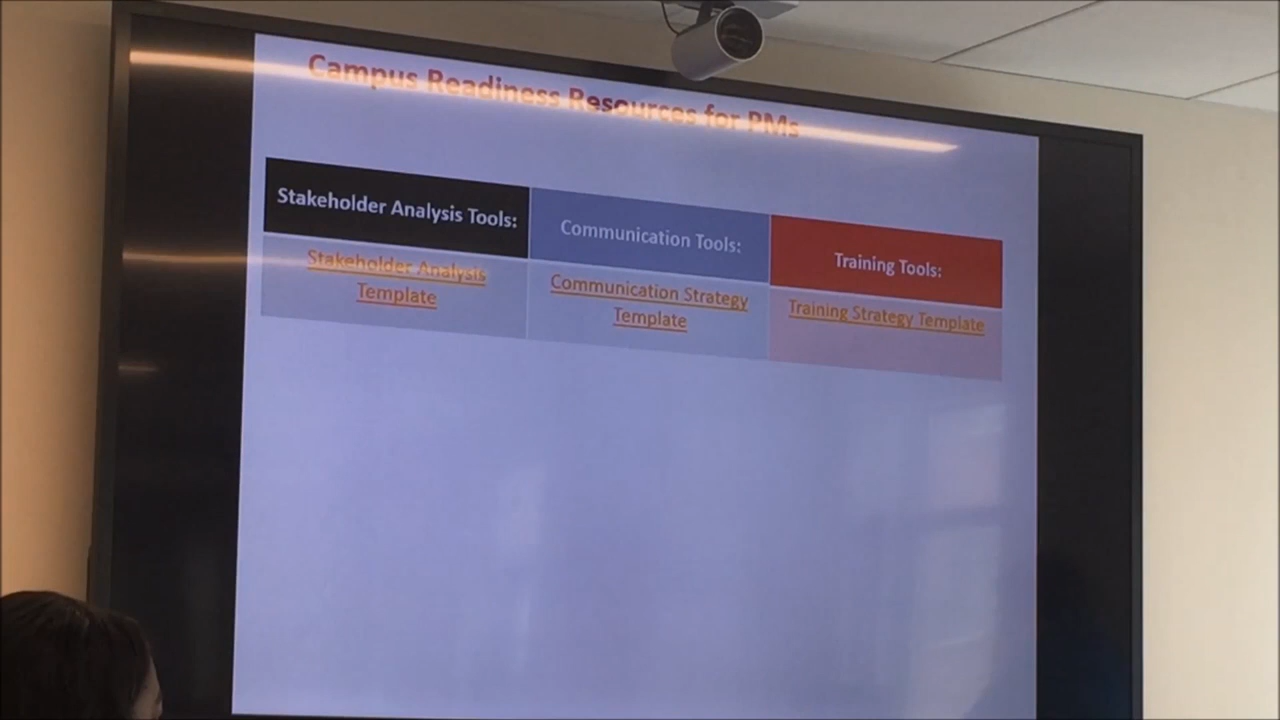 Campus Readiness Resources for PMs
Stakeholder Analysis Tools:
Communication Tools:
Training Tools:
Stakeholder Analysis
Template
Communication Strategy
Template
Training Strategy Template